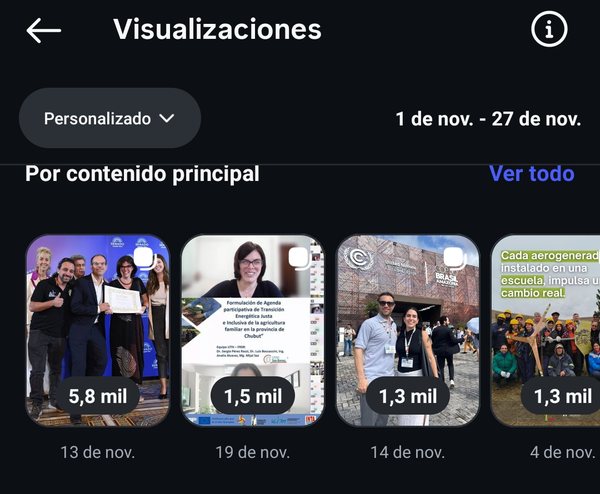 Visualizaciones
Personalizado
1 de nov. - 27 de nov.
Por contenido principal
Ver todo
SENADO
Formulación de Agenda
participativa de Transición
Energética Justa
e Inclusiva de la agricultura
familiar en la provincia de
Chubut"
BRASIL
Cada aerogenerad
instalado en una
escuela, impulsa u
cambio real.
5,8 mil
1,5 mil
1,3 mil
1,3 mil
13 de nov.
19 de nov.
14 de nov.
4 de nov.